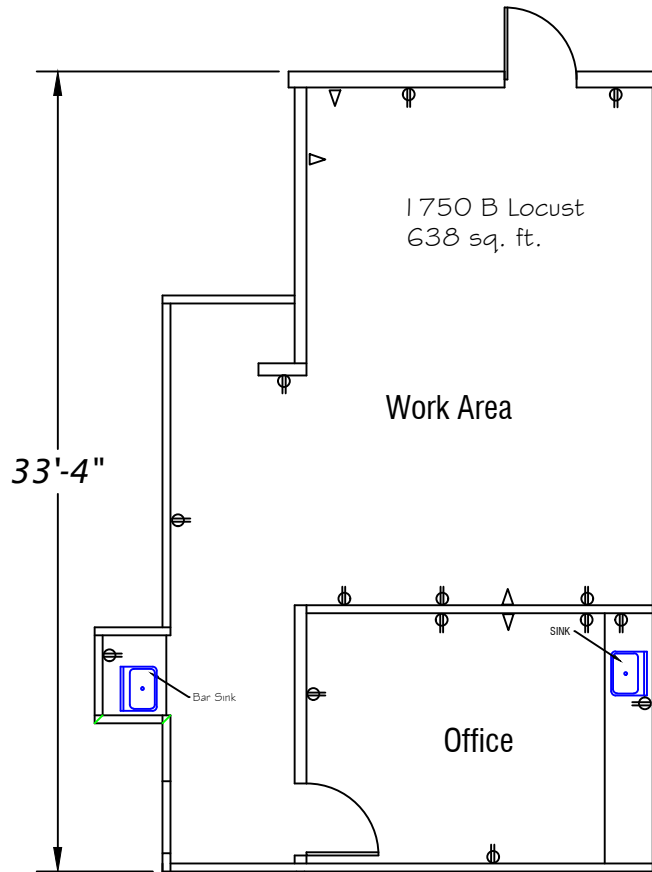 1750 B Locust
638 sq. ft.
Work Area
33'-4"
SINK
Bar Sink
Office